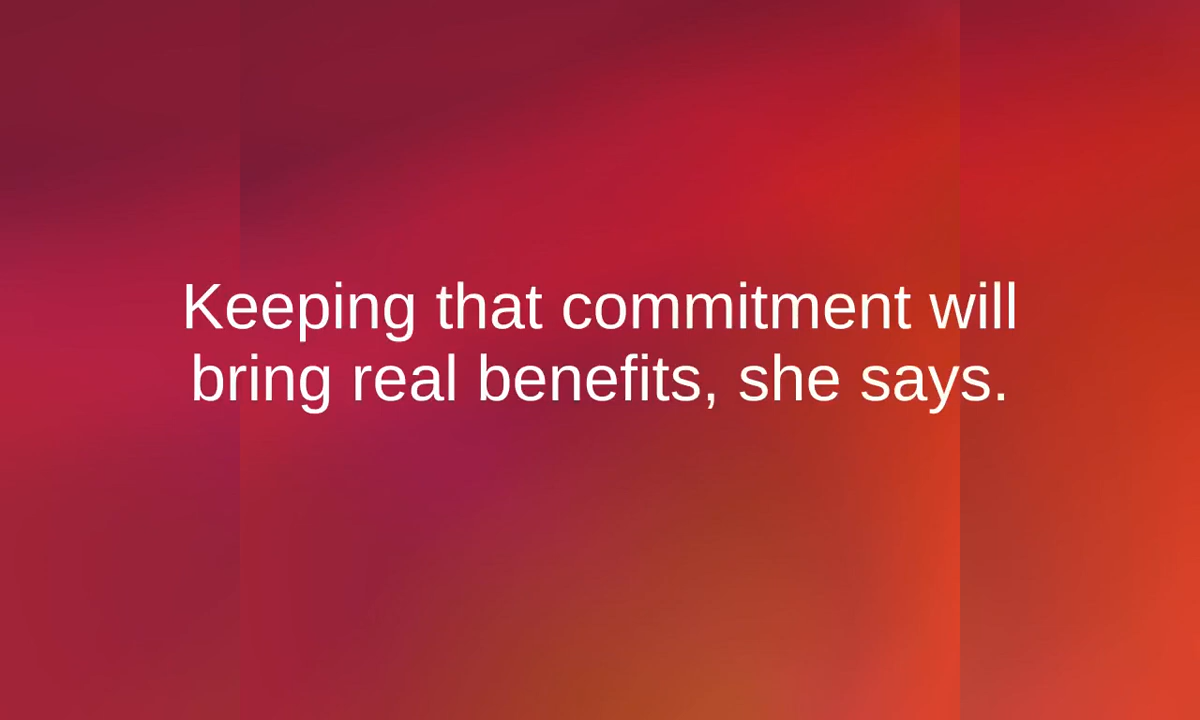 Keeping that commitment will
bring real benefits, she says.